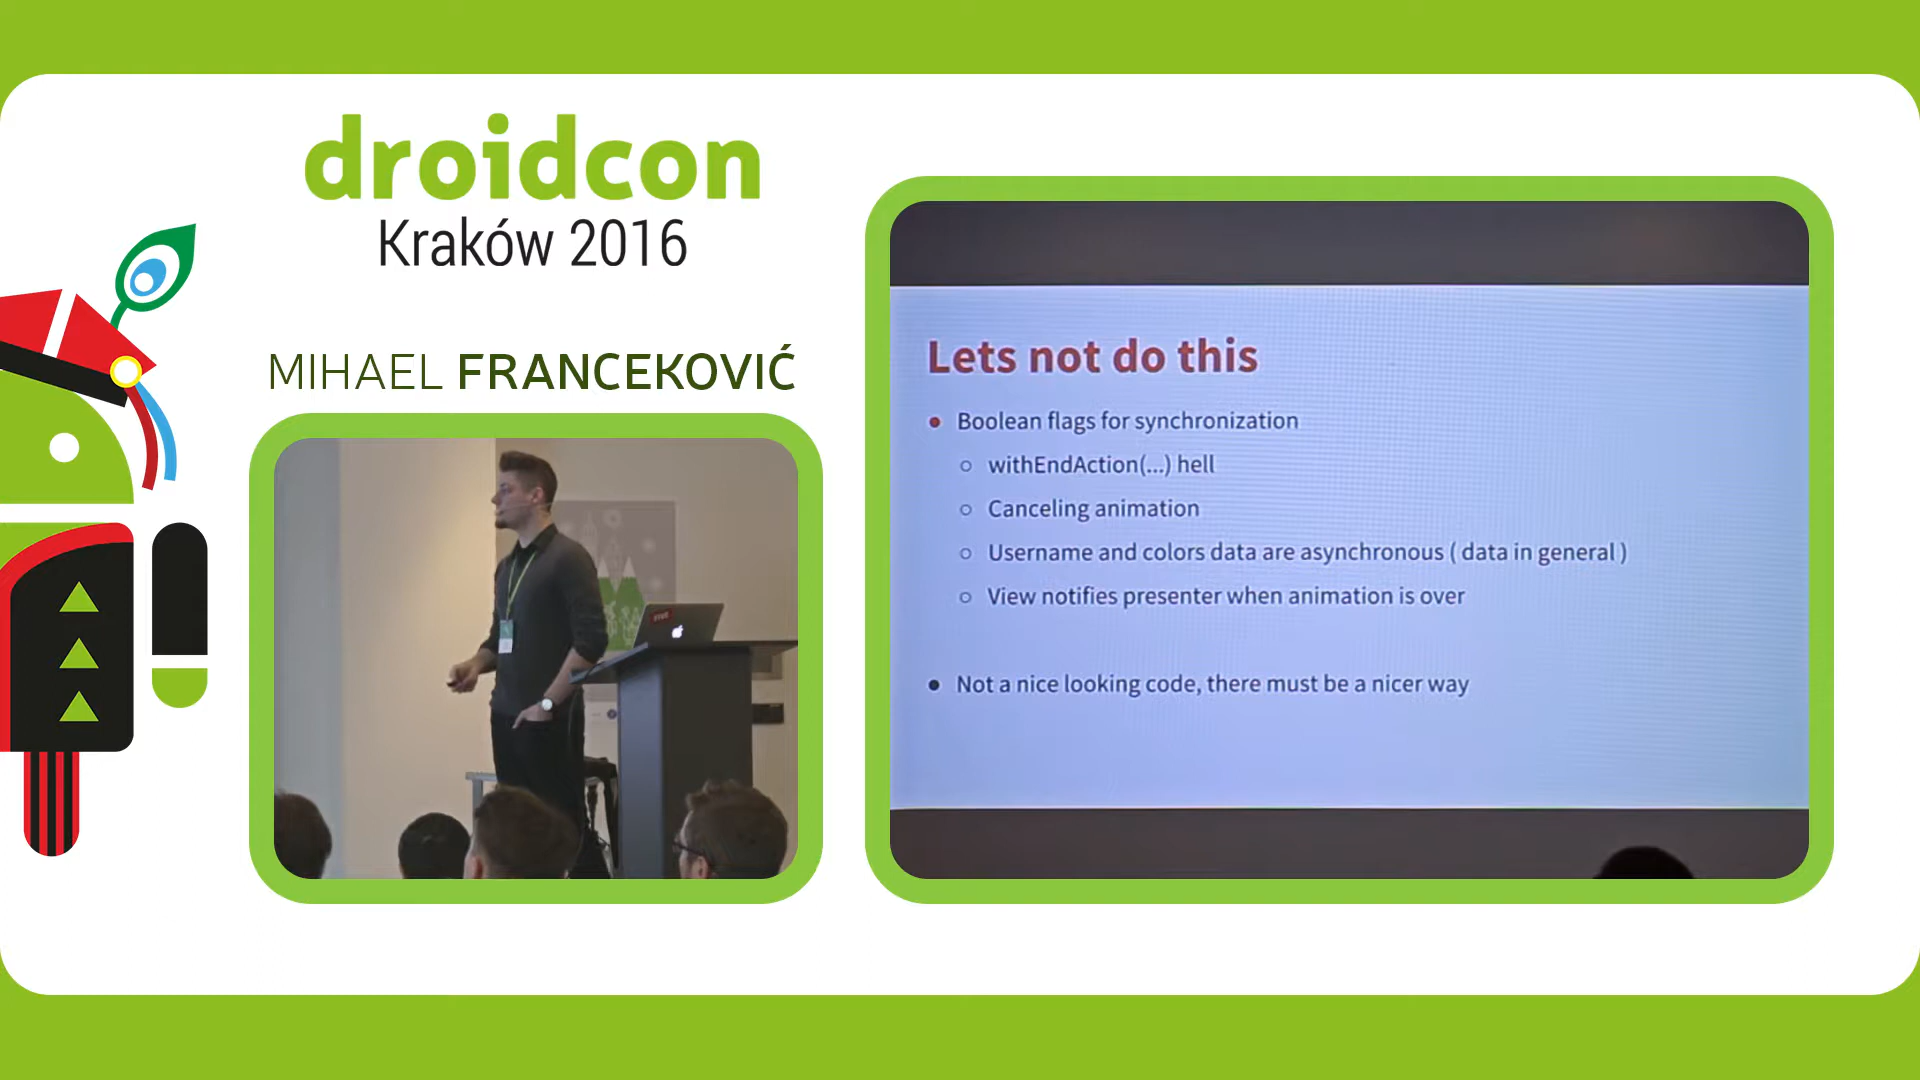 droidcon
Kraków 2016
MIHAEL FRANCEKOVIĆ
Lets not do this
Boolean flags for synchronization
withEndAction(...) hell
Canceling animation
Username and colors data are asynchronous ( data in general )
View notifies presenter when animation is over
Not a nice looking code, there must be a nicer way